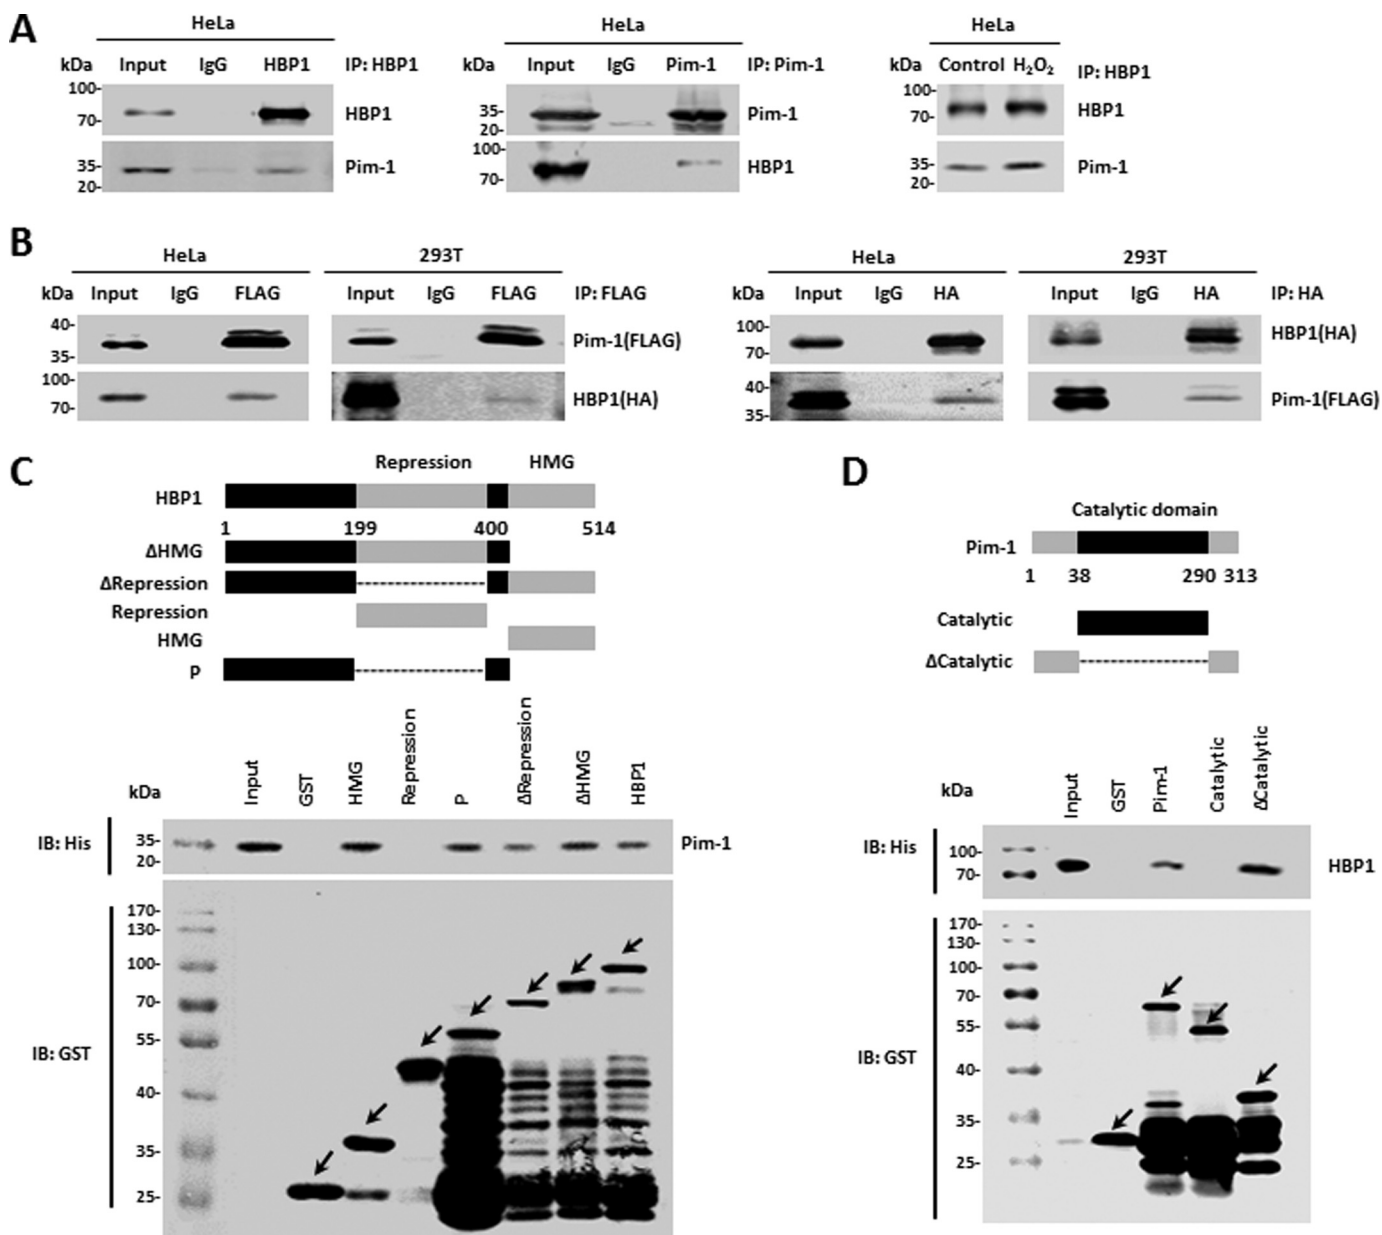 A
HeLa
kDa Input IgG HBP1 IP: HBP1
100-
70-
HBP1
35-
20-
Pim-1
HeLa
kDa Input IgG Pim-1 IP: Pim-1
35-
20-
Pim-1
100-
70-
HBP1
HeLa
kDa Control H₂O₂ IP: HBP1
100-
70-
HBP1
35-
20-
Pim-1
B
HeLa 293T
kDa Input IgG FLAG Input IgG FLAG IP: FLAG
40-
35-
Pim-1(FLAG)
100-
70-
HBP1(HA)
HeLa 293T
kDa Input IgG HA Input IgG HA IP: HA
100-
70-
HBP1(HA)
40-
35-
Pim-1(FLAG)
C
Repression HMG
HBP1
1 199 400 514
ΔHMG
ΔRepression
Repression
HMG
P
kDa Input GST HMG Repression P ΔRepression ΔHMG HBP1
IB: His
35-
20-
Pim-1
IB: GST
170-
130-
100-
70-
55-
40-
35-
25-
D
Catalytic domain
Pim-1
1 38 290 313
Catalytic
ΔCatalytic
kDa Input GST Pim-1 Catalytic ΔCatalytic
IB: His
100-
70-
HBP1
IB: GST
170-
130-
100-
70-
55-
40-
35-
25-